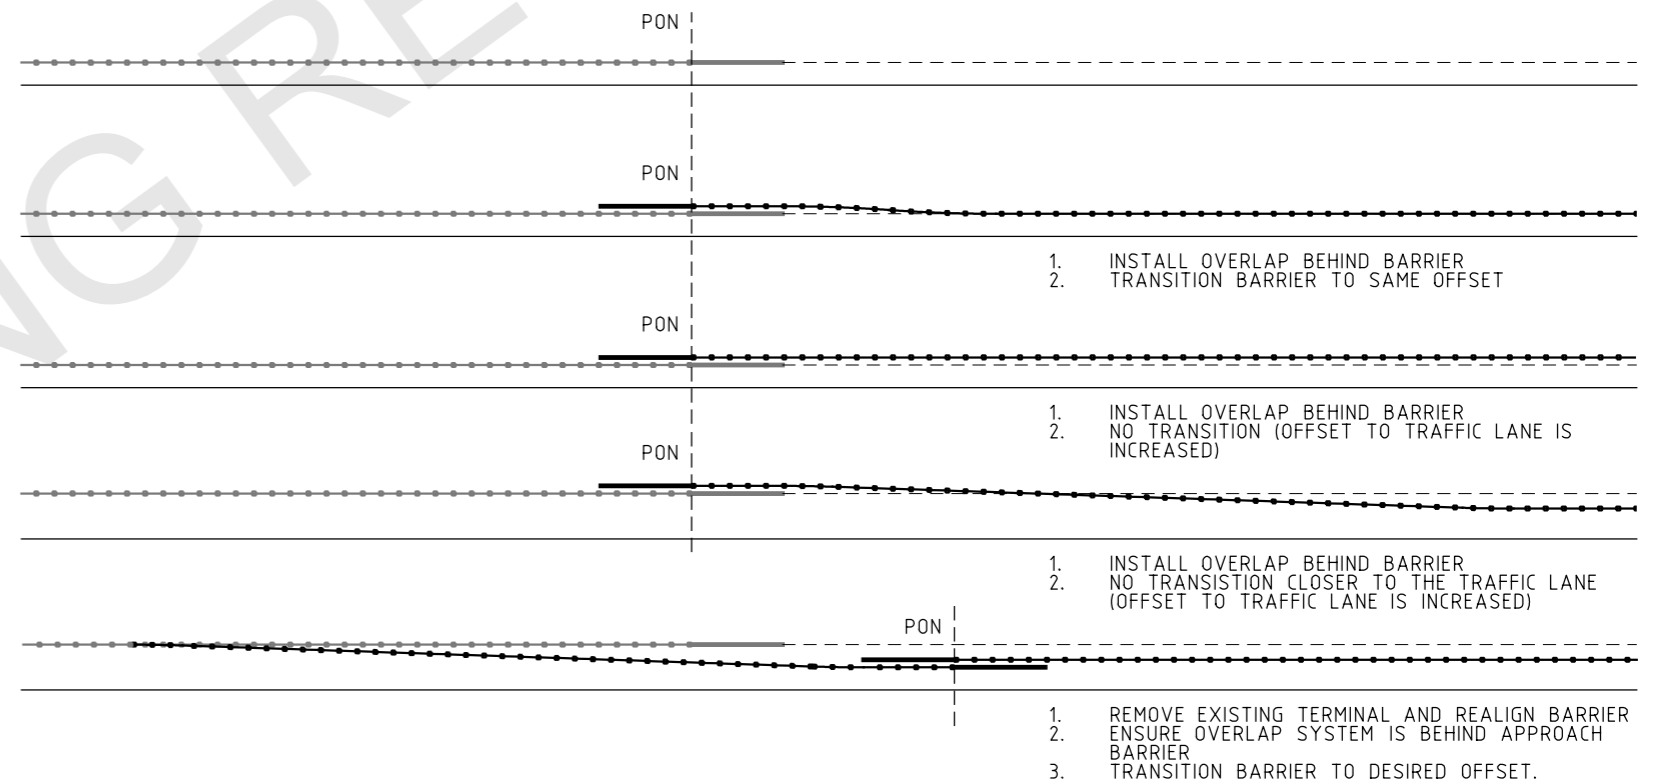 PON
PON
1. INSTALL OVERLAP BEHIND BARRIER
2. TRANSITION BARRIER TO SAME OFFSET
PON
1. INSTALL OVERLAP BEHIND BARRIER
2. NO TRANSITION (OFFSET TO TRAFFIC LANE IS
INCREASED)
PON
1. INSTALL OVERLAP BEHIND BARRIER
2. NO TRANSISTION CLOSER TO THE TRAFFIC LANE
(OFFSET TO TRAFFIC LANE IS INCREASED)
PON
1. REMOVE EXISTING TERMINAL AND REALIGN BARRIER
2. ENSURE OVERLAP SYSTEM IS BEHIND APPROACH
BARRIER
3. TRANSITION BARRIER TO DESIRED OFFSET.